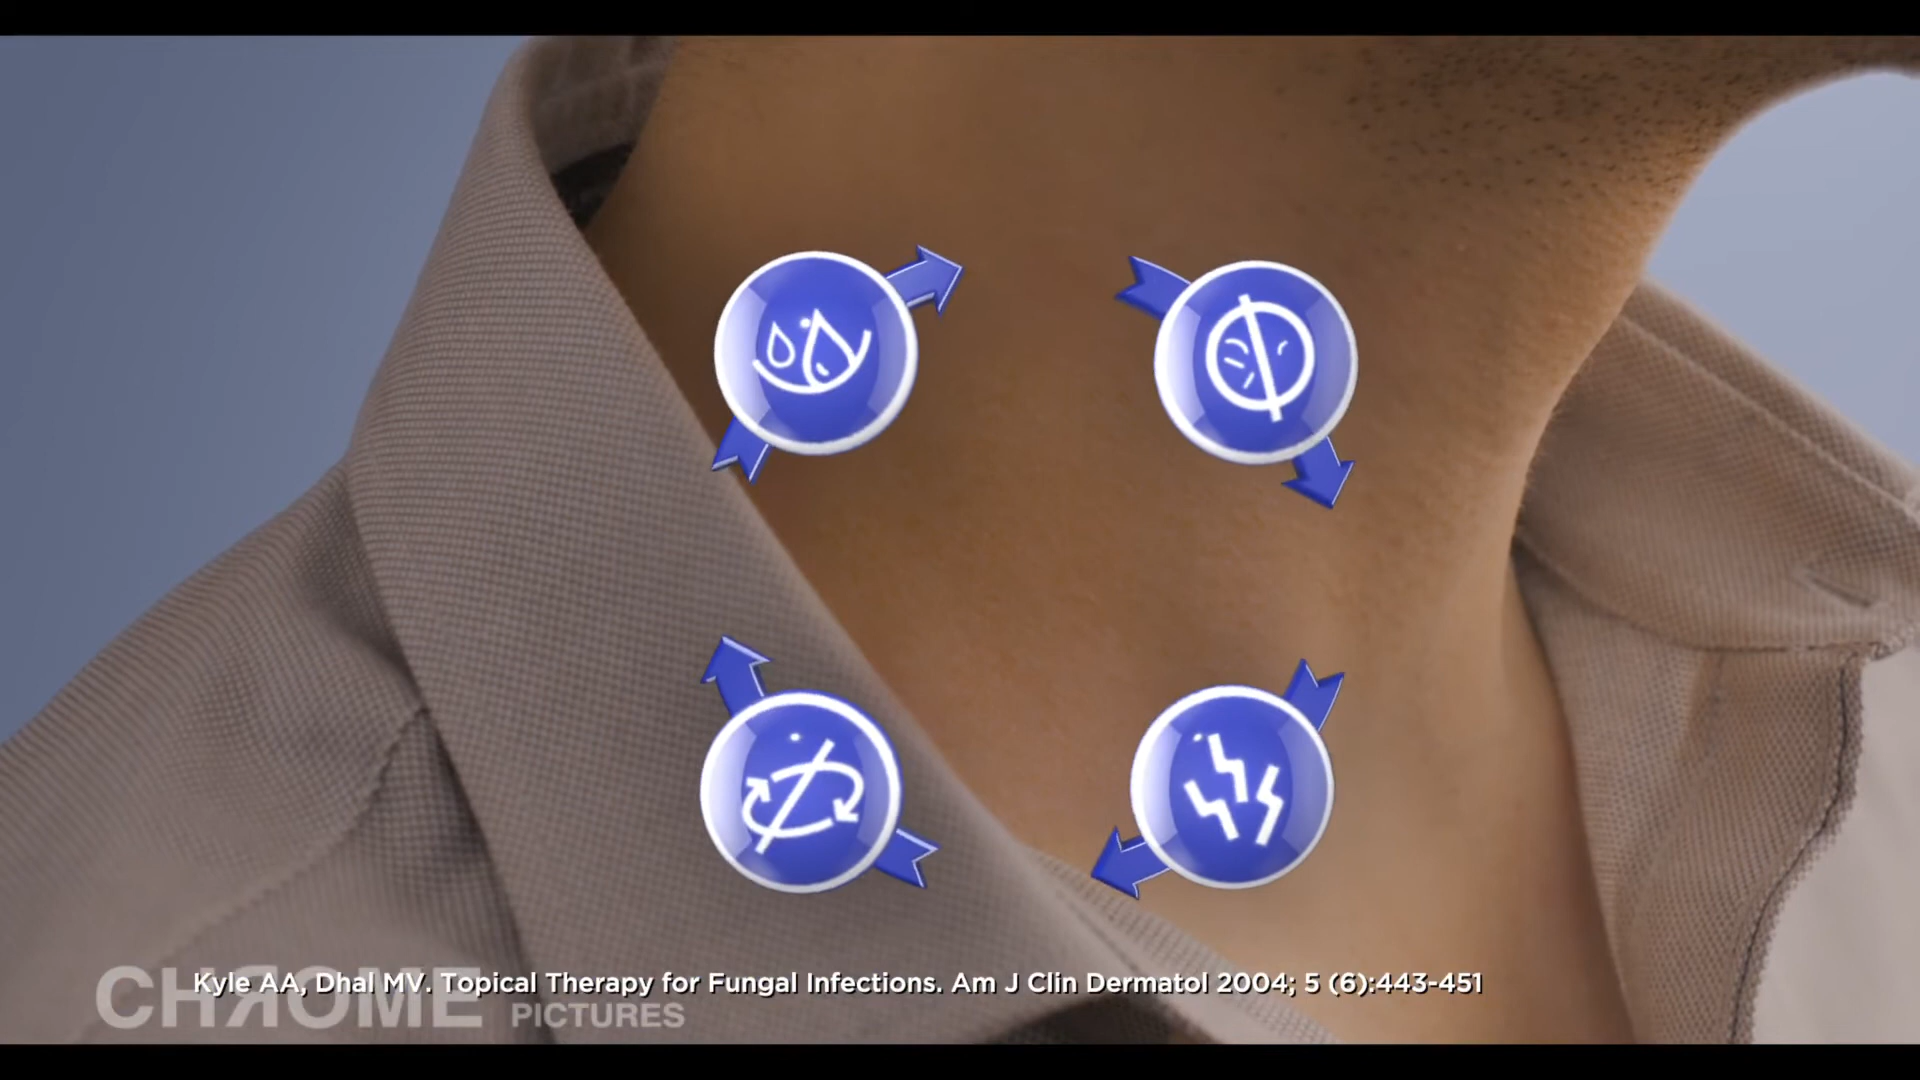 Kyle AA, Dhal MV. Topical Therapy for Fungal Infections. Am J Clin Dermatol 2004; 5 (6):443-451
CHROME PICTURES